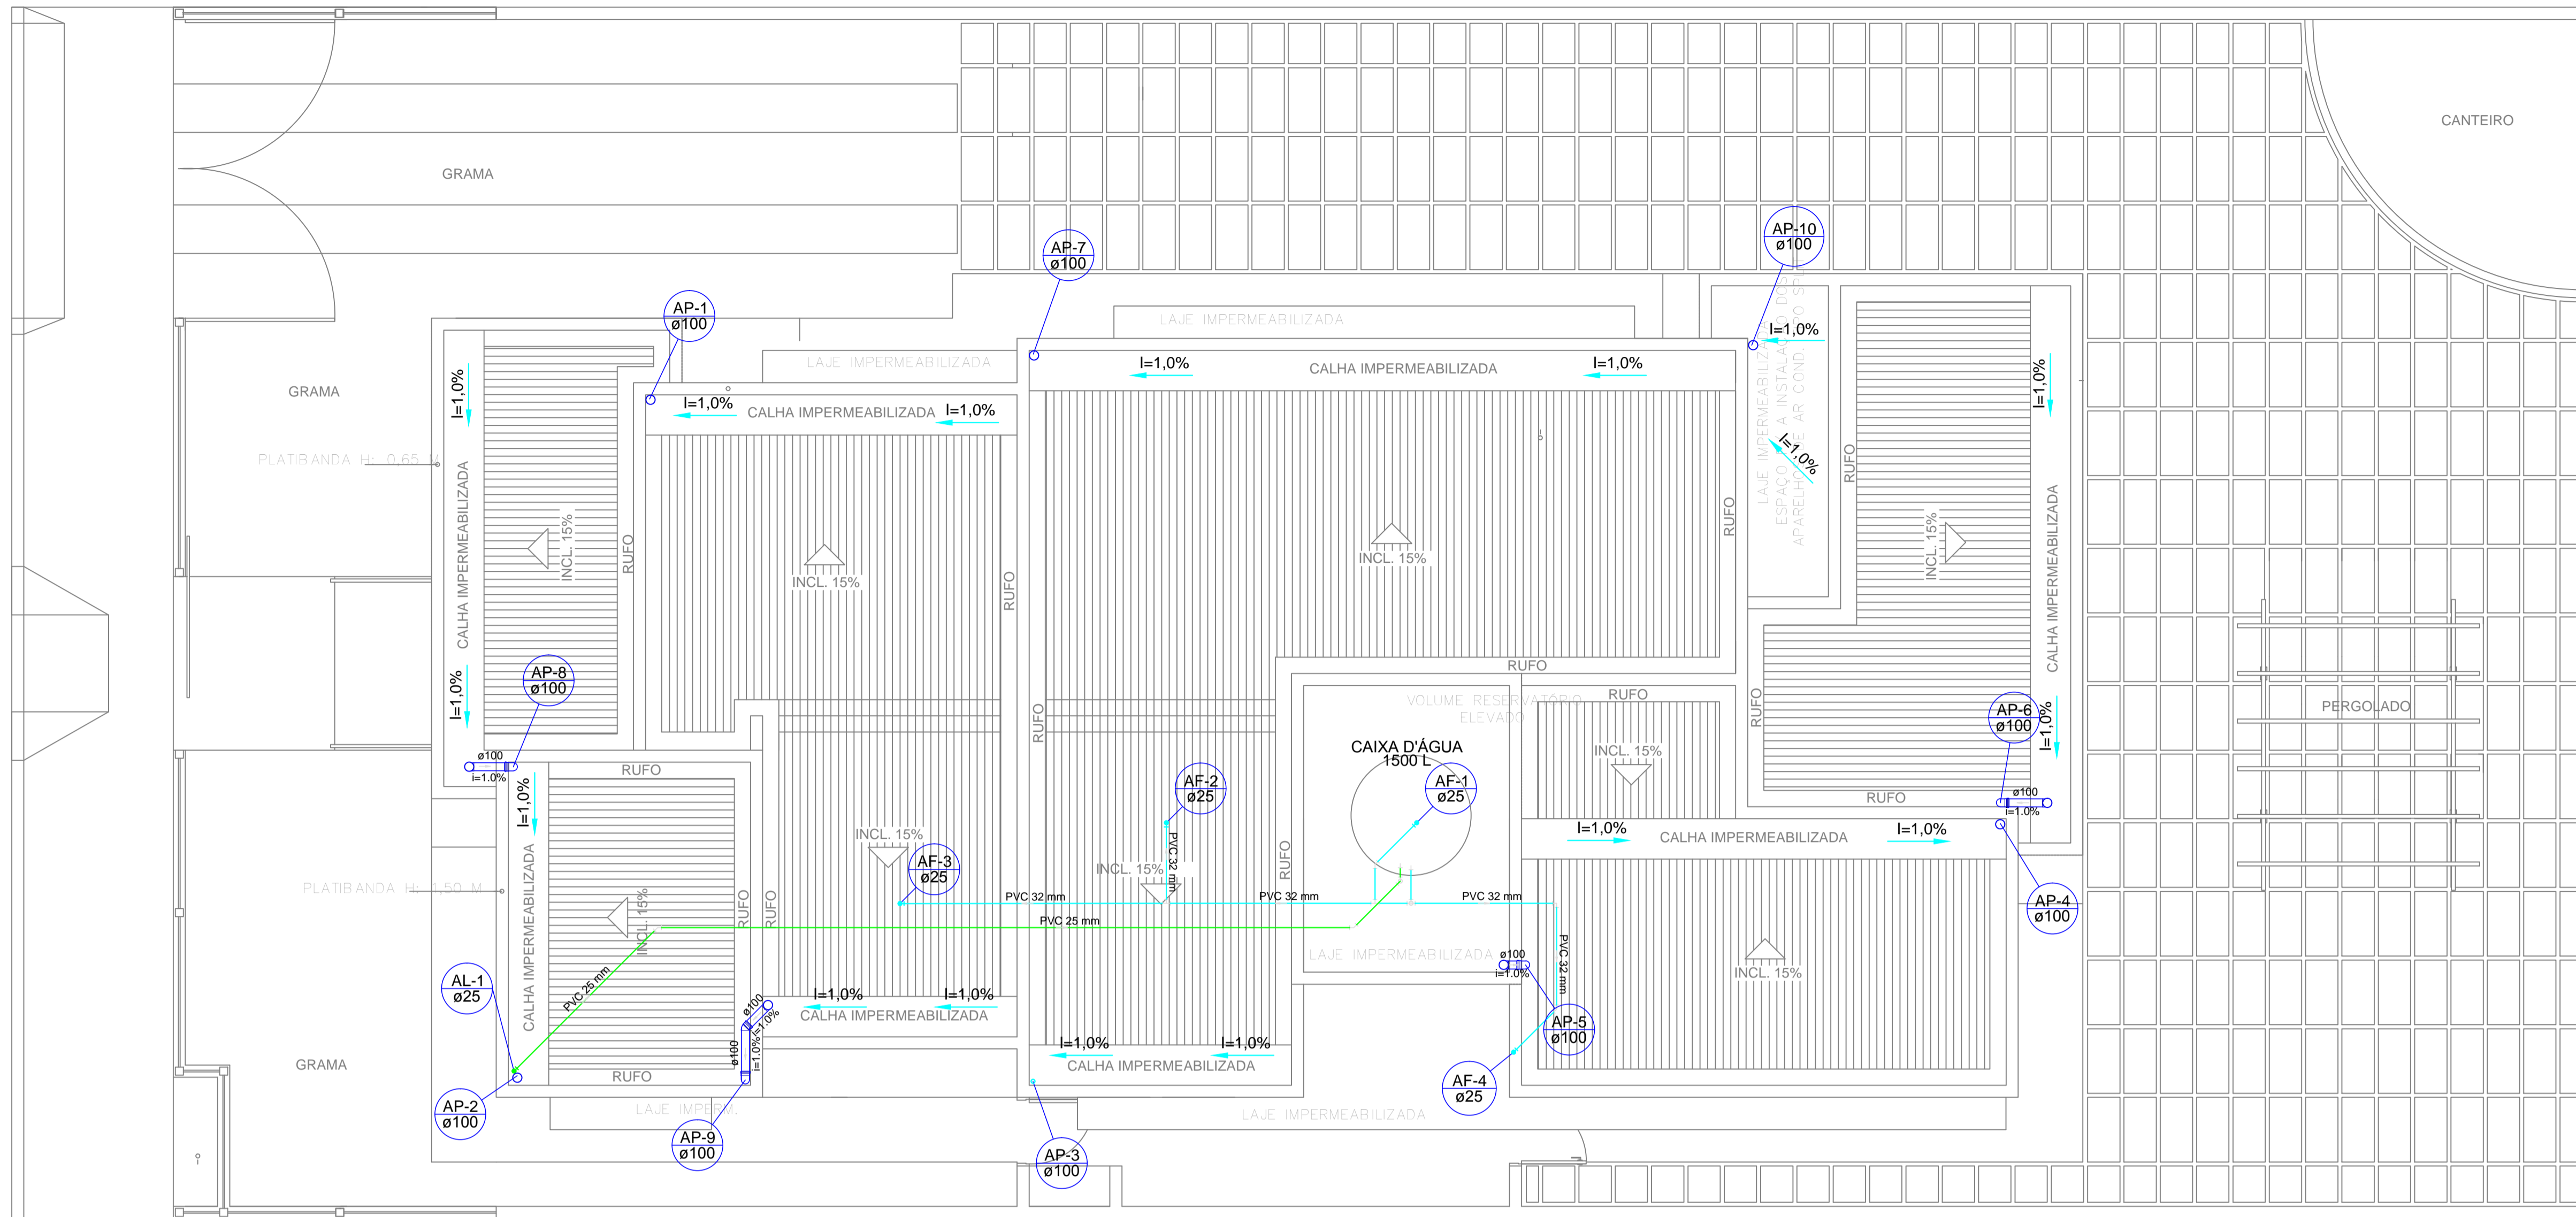 CANTEIRO
GRAMA
AP-7
ø100
AP-10
ø100
AP-1
ø100
LAJE IMPERMEABILIZADA
LAJE IMPERMEABILIZADA
LAJE IMPERMEABILIZADA
I=1,0%
I=1,0%
CALHA IMPERMEABILIZADA
I=1,0%
I=1,0%
GRAMA
I=1,0%
I=1,0%
CALHA IMPERMEABILIZADA
I=1,0%
I=1,0%
I=1,0%
PLATIBANDA H: 0,65 M
CALHA IMPERMEABILIZADA
INCL. 15%
RUFO
INCL. 15%
RUFO
INCL. 15%
RUFO
RUFO
INCL. 15%
CALHA IMPERMEABILIZADA
I=1,0%
AP-8
ø100
ø100
i=1.0%
RUFO
RUFO
RUFO
RUFO
RUFO
VOLUME RESERVATÓRIO
ELEVADO
CAIXA D'ÁGUA
1500 L
INCL. 15%
AP-6
ø100
I=1,0%
PERGOLADO
ø100
i=1.0%
RUFO
I=1,0%
AF-2
ø25
AF-1
ø25
PVC 32 mm
I=1,0%
CALHA IMPERMEABILIZADA
I=1,0%
INCL. 15%
AF-3
ø25
INCL. 15%
RUFO
PLATIBANDA H: 1,50 M
CALHA IMPERMEABILIZADA
INCL. 15%
RUFO
RUFO
PVC 32 mm
PVC 32 mm
PVC 32 mm
PVC 25 mm
AP-4
ø100
LAJE IMPERMEABILIZADA
ø100
i=1.0%
PVC 32 mm
INCL. 15%
AL-1
ø25
PVC 25 mm
ø100
I=1.0%
ø100
I=1.0%
I=1,0%
I=1,0%
CALHA IMPERMEABILIZADA
AP-5
ø100
I=1,0%
I=1,0%
CALHA IMPERMEABILIZADA
GRAMA
RUFO
AF-4
ø25
AP-2
ø100
LAJE IMPERM.
LAJE IMPERMEABILIZADA
AP-9
ø100
AP-3
ø100